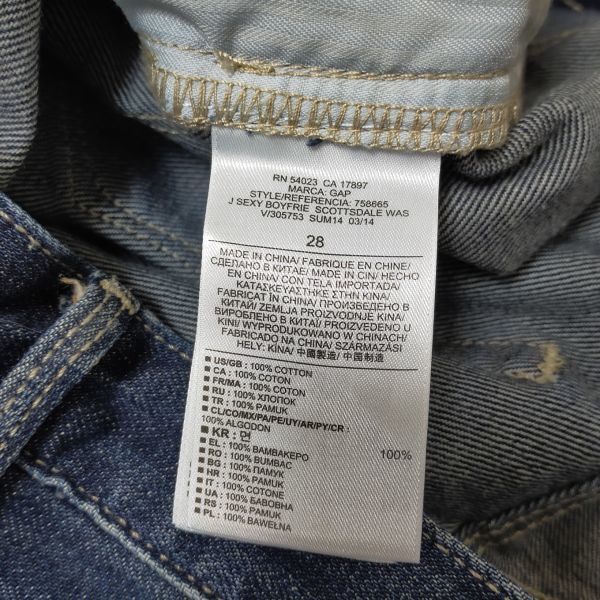 RN 54023 CA 17897
MARCA: GAP
STYLE/REFERENCIA: 758665
J SEXY BOYFRIE SCOTTSDALE WAS
V/305753 SUM14 03/14
28
MADE IN CHINA/ FABRIQUE EN CHINE/
СДЕЛАНО В КИТАЕ/ MADE IN CIN/ HECHO
EN CHINA/ CON TELA IMPORTADA/
ΚΑΤΑΣΚΕΥΑΣΤΗΚΕ ΣΤΗΝ ΚΙΝΑ/
FABRICAT ÎN CHINA/ ПРОИЗВЕДЕНО В
КИТАЙ/ ZEMLJA PROIZVODNJE KINA/
ВИРОБЛЕНО В КИТАЇ/ PROIZVEDENO U
KINI/ WYPRODUKOWANO W CHINACH/
FABRICADO NA CHINA/ SZÁRMAZÁSI
HELY: KÍNA/ 中國製造/ 中国制造
■ US/GB : 100% COTTON
■ CA : 100% COTON
■ FR/MA : 100% COTON
■ RU : 100% ХЛОПОК
■ TR : 100% PAMUK
■ CL/CO/MX/PA/PE/UY/AR/PY/CR :
100% ALGODON
■ KR : 면 100%
■ EL : 100% ΒΑΜΒΑΚΕΡΟ
■ RO : 100% BUMBAC
■ BG : 100% ПАМУК
■ HR : 100% PAMUK
■ IT : 100% COTONE
■ UA : 100% БАВОВНА
■ RS : 100% PAMUK
■ PL : 100% BAWEŁNA